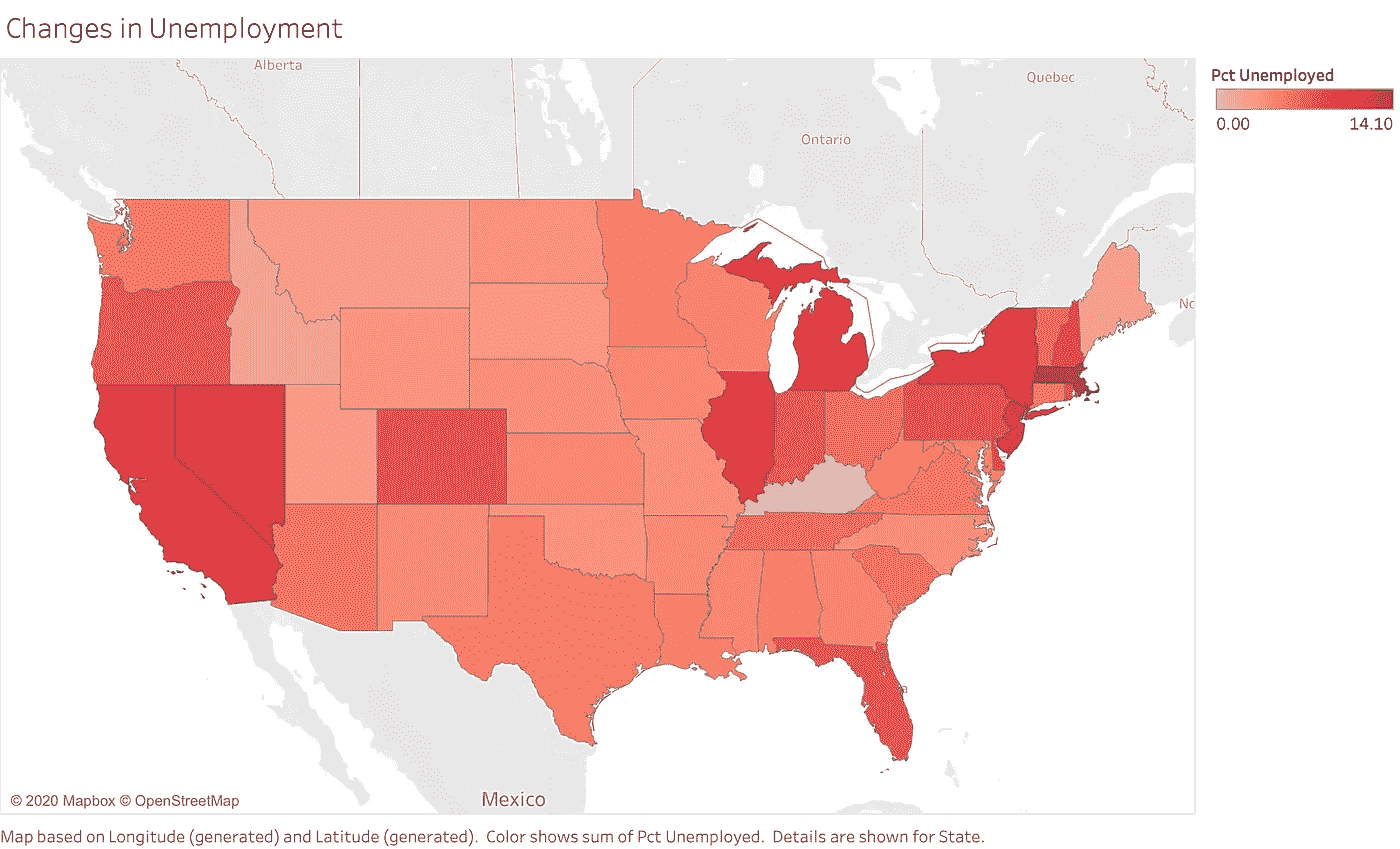 Changes in Unemployment
Alberta
Quebec
Ontario
Pct Unemployed
0.00 14.10
Nc
Mexico
© 2020 Mapbox © OpenStreetMap
Map based on Longitude (generated) and Latitude (generated). Color shows sum of Pct Unemployed. Details are shown for State.